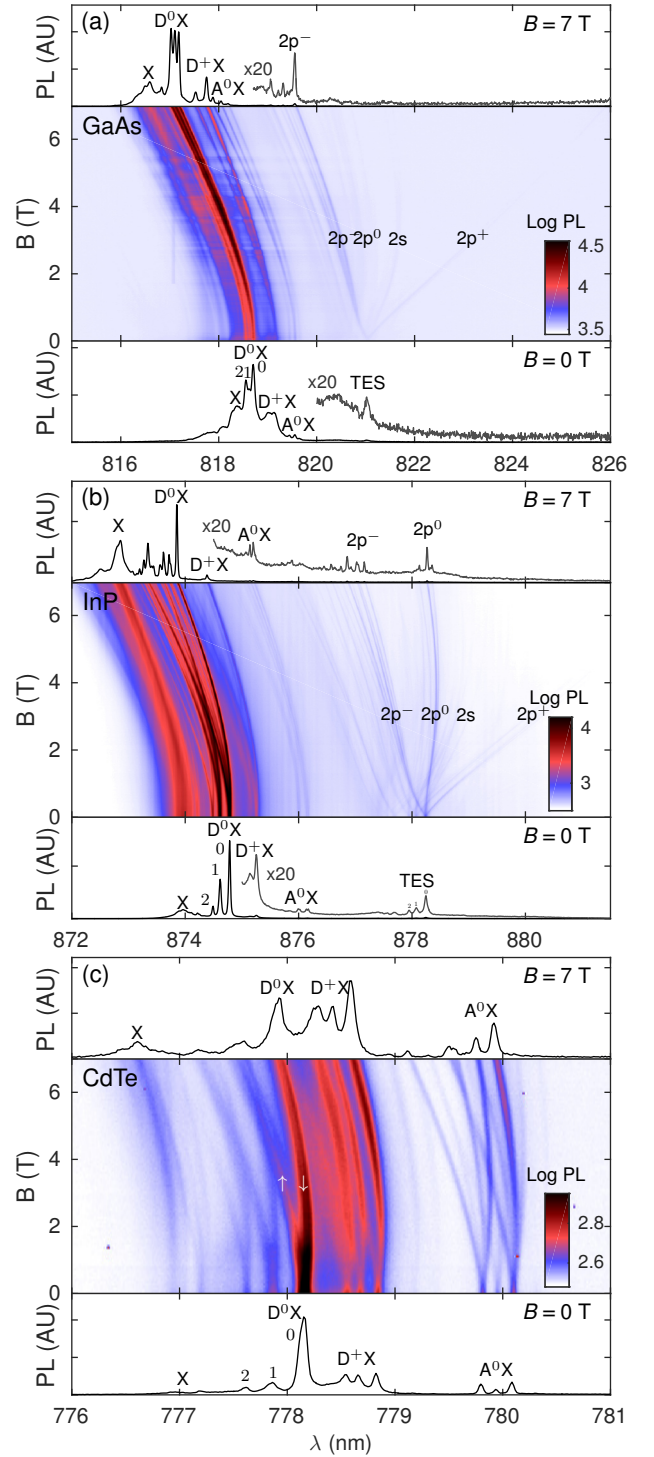 (a)
D⁰X
B = 7 T
PL (AU)
X
D⁺X
A⁰X
x20
2p⁻
GaAs
6
4
2
0
B (T)
2p⁻
2p⁰
2s
2p⁺
Log PL
4.5
4
3.5
B = 0 T
PL (AU)
D⁰X
2 1 0
X
D⁺X
A⁰X
x20
TES
816 818 820 822 824 826
(b)
D⁰X
B = 7 T
PL (AU)
X
D⁺X
x20
A⁰X
2p⁻
2p⁰
InP
6
4
2
0
B (T)
2p⁻
2p⁰
2s
2p⁺
Log PL
4
3
B = 0 T
PL (AU)
D⁰X
0
1
2
X
D⁺X
x20
A⁰X
TES
2 1 0
872 874 876 878 880
(c)
B = 7 T
PL (AU)
X
D⁰X
D⁺X
A⁰X
CdTe
6
4
2
0
B (T)
↑ ↓
Log PL
2.8
2.6
B = 0 T
PL (AU)
D⁰X
0
X
2
1
D⁺X
A⁰X
776 777 778 779 780 781
λ (nm)